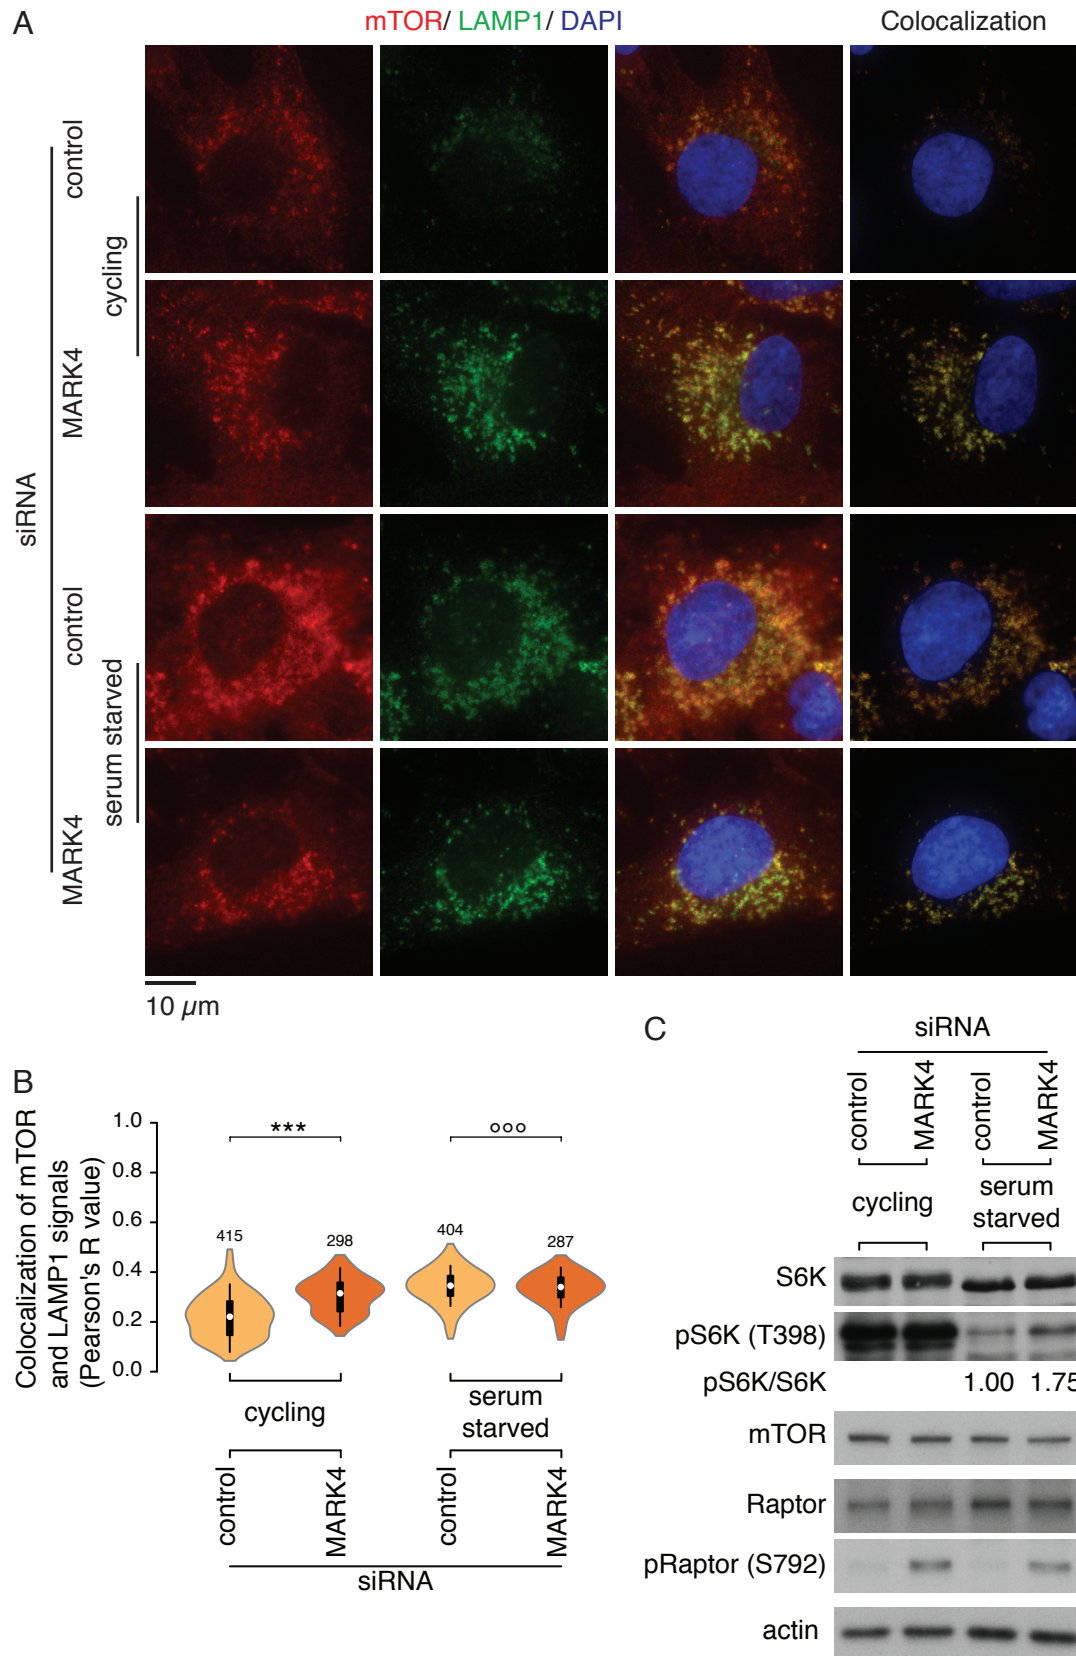 A
mTOR/ LAMP1/ DAPI
Colocalization
siRNA
cycling
control
MARK4
serum starved
control
MARK4
10 µm
B
Colocalization of mTOR
and LAMP1 signals
(Pearson's R value)
1.0
0.8
0.6
0.4
0.2
0.0
***
°°°
415
298
404
287
cycling
serum
starved
control
MARK4
control
MARK4
siRNA
C
siRNA
control
MARK4
control
MARK4
cycling
serum
starved
S6K
pS6K (T398)
pS6K/S6K
1.00 1.75
mTOR
Raptor
pRaptor (S792)
actin